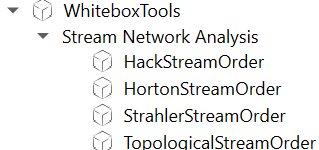 WhiteboxTools
Stream Network Analysis
HackStreamOrder
HortonStreamOrder
StrahlerStreamOrder
TopologicalStreamOrder